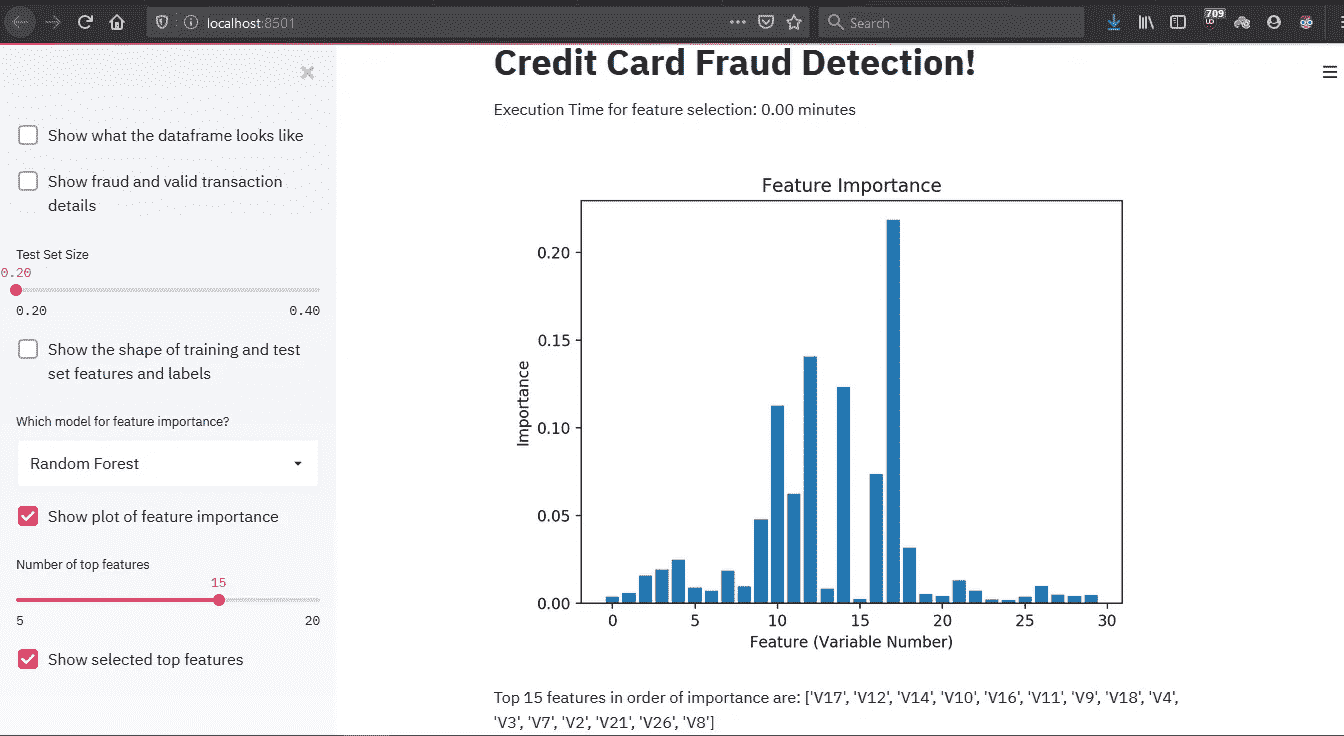 localhost:8501
Search
709
Credit Card Fraud Detection!
Execution Time for feature selection: 0.00 minutes
Show what the dataframe looks like
Show fraud and valid transaction
details
Test Set Size
0.20
0.20 0.40
Show the shape of training and test
set features and labels
Which model for feature importance?
Random Forest
Show plot of feature importance
Number of top features
15
5 20
Show selected top features
Feature Importance
Importance
0.20
0.15
0.10
0.05
0.00
0 5 10 15 20 25 30
Feature (Variable Number)
Top 15 features in order of importance are: ['V17', 'V12', 'V14', 'V10', 'V16', 'V11', 'V9', 'V18', 'V4',
'V3', 'V7', 'V2', 'V21', 'V26', 'V8']